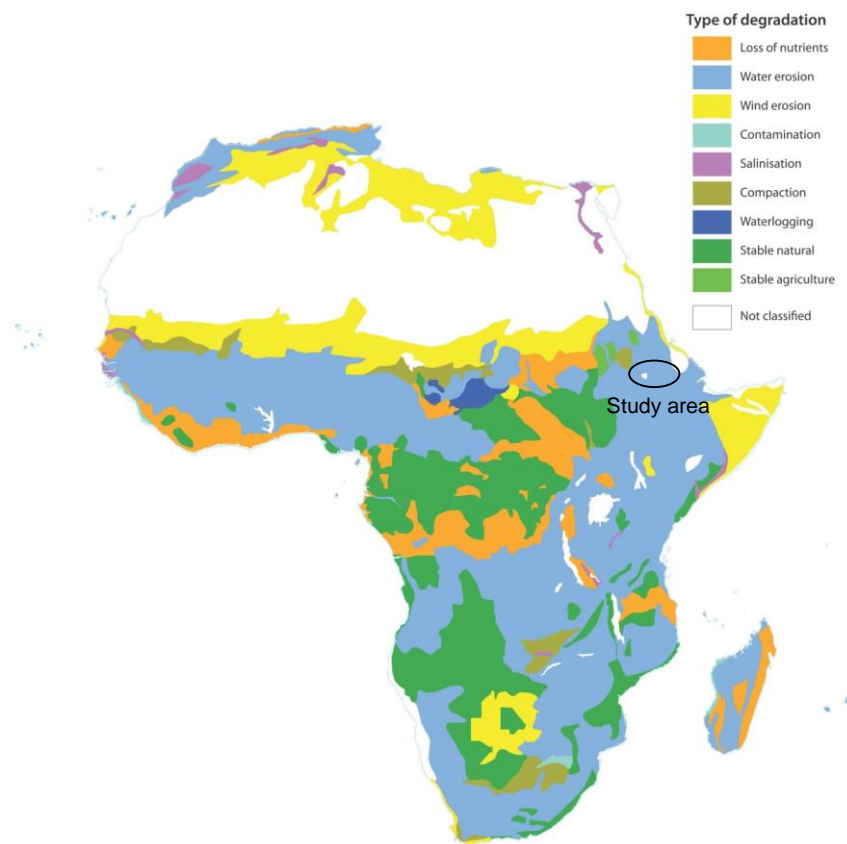 Type of degradation
Loss of nutrients
Water erosion
Wind erosion
Contamination
Salinisation
Compaction
Waterlogging
Stable natural
Stable agriculture
Not classified
Study area